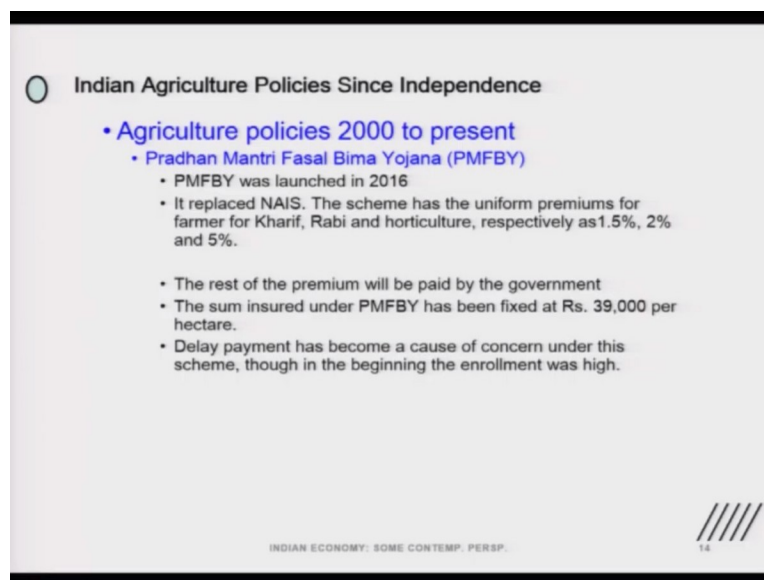 Indian Agriculture Policies Since Independence
• Agriculture policies 2000 to present
• Pradhan Mantri Fasal Bima Yojana (PMFBY)
• PMFBY was launched in 2016
• It replaced NAIS. The scheme has the uniform premiums for
farmer for Kharif, Rabi and horticulture, respectively as1.5%, 2%
and 5%.
• The rest of the premium will be paid by the government
• The sum insured under PMFBY has been fixed at Rs. 39,000 per
hectare.
• Delay payment has become a cause of concern under this
scheme, though in the beginning the enrollment was high.
INDIAN ECONOMY: SOME CONTEMP. PERSP.
14